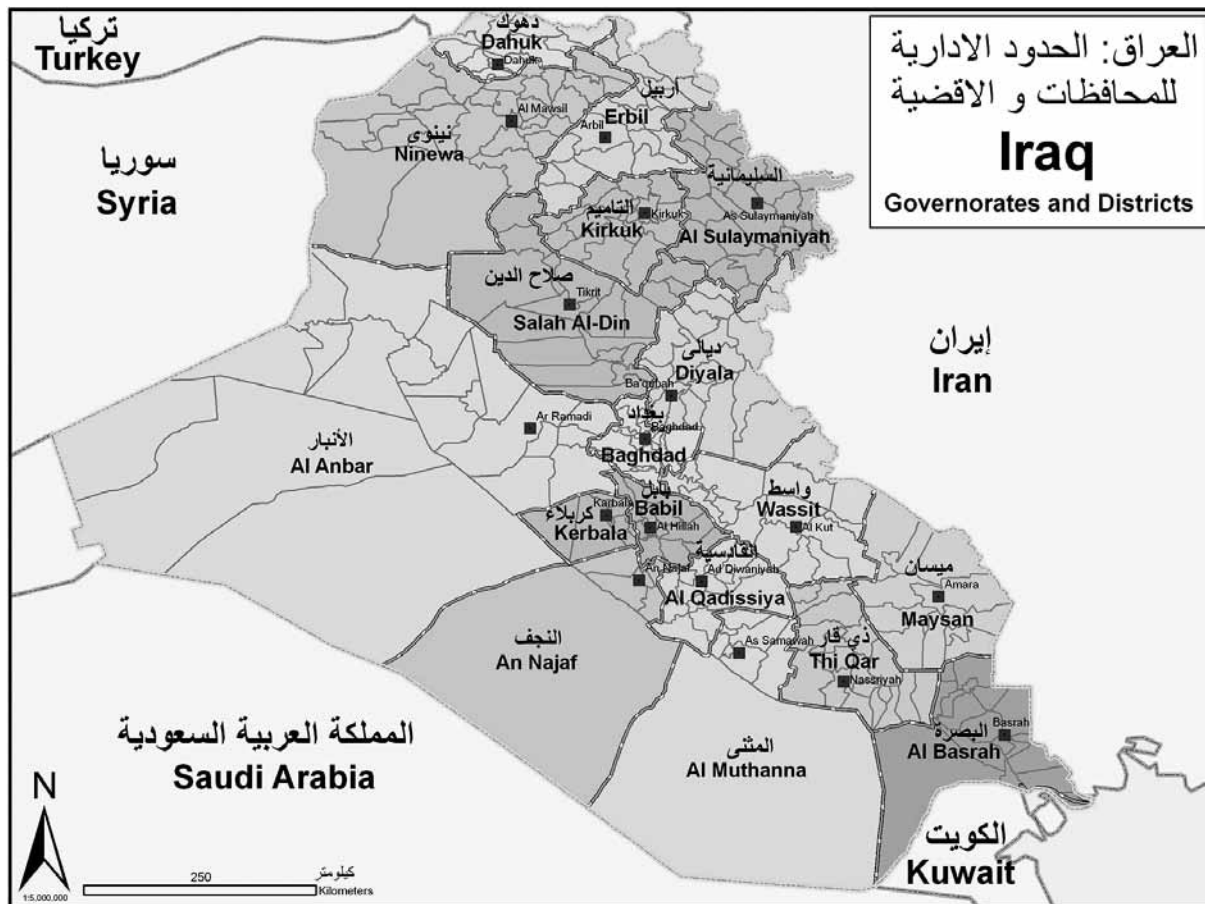 تركيا
Turkey
العراق: الحدود الادارية
للمحافظات و الاقضية
Iraq
Governorates and Districts
دهوك
Dahuk
Dahuk
اربيل
Erbil
Arbil
Al Mawsil
نينوى
Ninewa
سوريا
Syria
السليمانية
As Sulaymaniyah
Al Sulaymaniyah
التاميم
Kirkuk
Kirkuk
صلاح الدين
Tikrit
Salah Al-Din
ديالى
Diyala
Ba'qubah
إيران
Iran
بغداد
Baghdad
Baghdad
Ar Ramadi
الأنبار
Al Anbar
بابل
Babil
Al Hillah
Karbala
كربلاء
Kerbala
واسط
Wassit
Al Kut
القادسية
Ad Diwaniyah
Al Qadissiya
An Najaf
ميسان
Amara
Maysan
النجف
An Najaf
As Samawah
ذي قار
Thi Qar
Nassriyah
المثنى
Al Muthanna
البصرة
Basrah
Al Basrah
المملكة العربية السعودية
Saudi Arabia
الكويت
Kuwait
N
1:5,000,000
250
كيلومتر
Kilometers